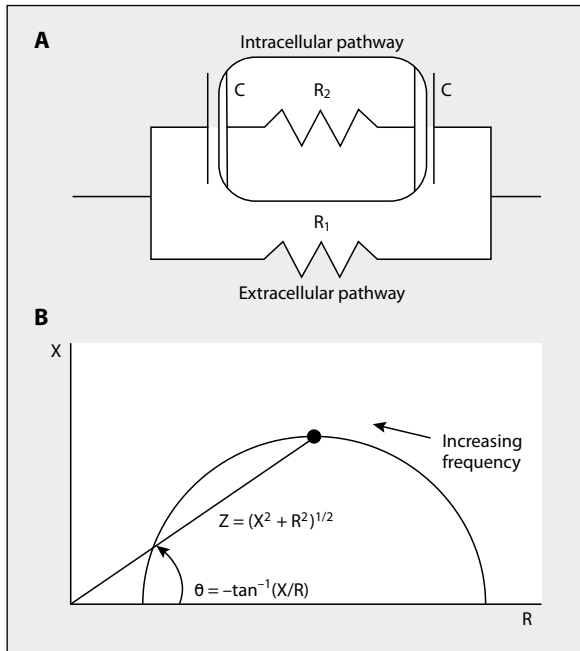 A
Intracellular pathway
C
R₂
C
R₁
Extracellular pathway
B
X
Increasing
frequency
Z = (X² + R²)¹/²
θ = –tan⁻¹(X/R)
R